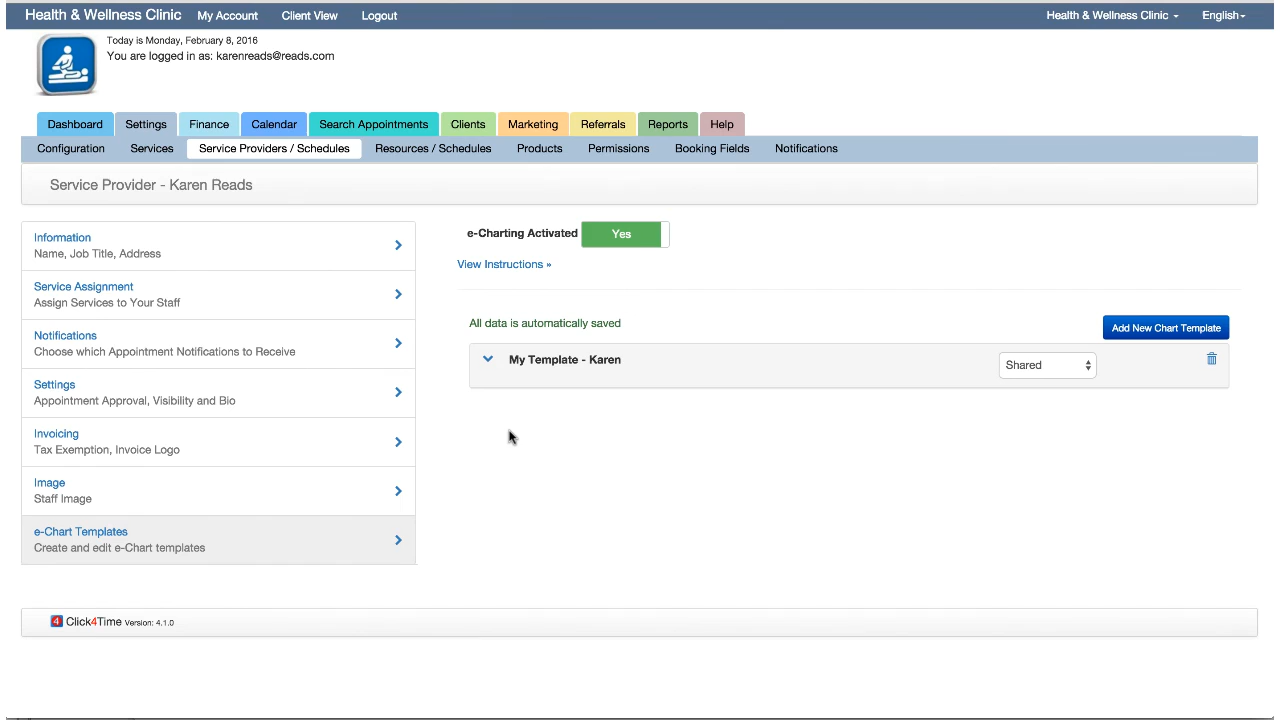 Health & Wellness Clinic My Account Client View Logout Health & Wellness Clinic English
Today is Monday, February 8, 2016
You are logged in as: karenreads@reads.com
Dashboard Settings Finance Calendar Search Appointments Clients Marketing Referrals Reports Help
Configuration Services Service Providers / Schedules Resources / Schedules Products Permissions Booking Fields Notifications
Service Provider - Karen Reads
Information
Name, Job Title, Address
Service Assignment
Assign Services to Your Staff
Notifications
Choose which Appointment Notifications to Receive
Settings
Appointment Approval, Visibility and Bio
Invoicing
Tax Exemption, Invoice Logo
Image
Staff Image
e-Chart Templates
Create and edit e-Chart templates
e-Charting Activated Yes
View Instructions »
All data is automatically saved
Add New Chart Template
My Template - Karen Shared
4 Click4Time Version: 4.1.0